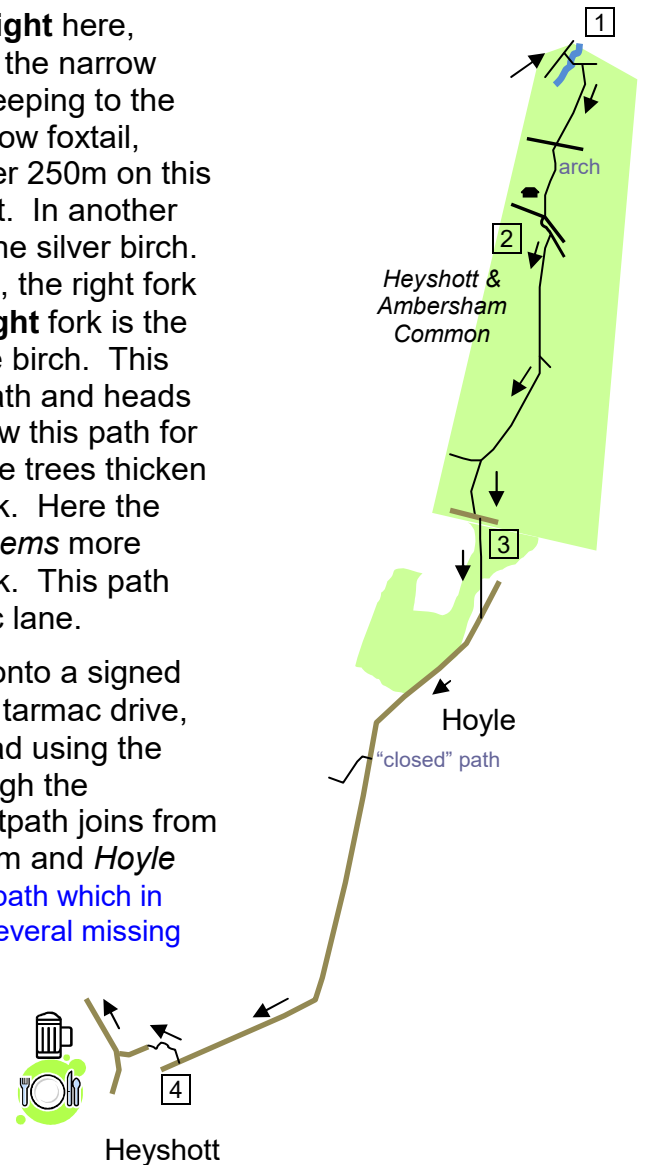 ight here,
the narrow
eeping to the
ow foxtail,
er 250m on this
t. In another
ne silver birch.
, the right fork
ght fork is the
e birch. This
ath and heads
w this path for
e trees thicken
k. Here the
ems more
k. This path
c lane.
onto a signed
tarmac drive,
ad using the
gh the
tpath joins from
m and Hoyle
path which in
everal missing
1
arch
2
Heyshott &
Ambersham
Common
3
Hoyle
“closed” path
4
Heyshott